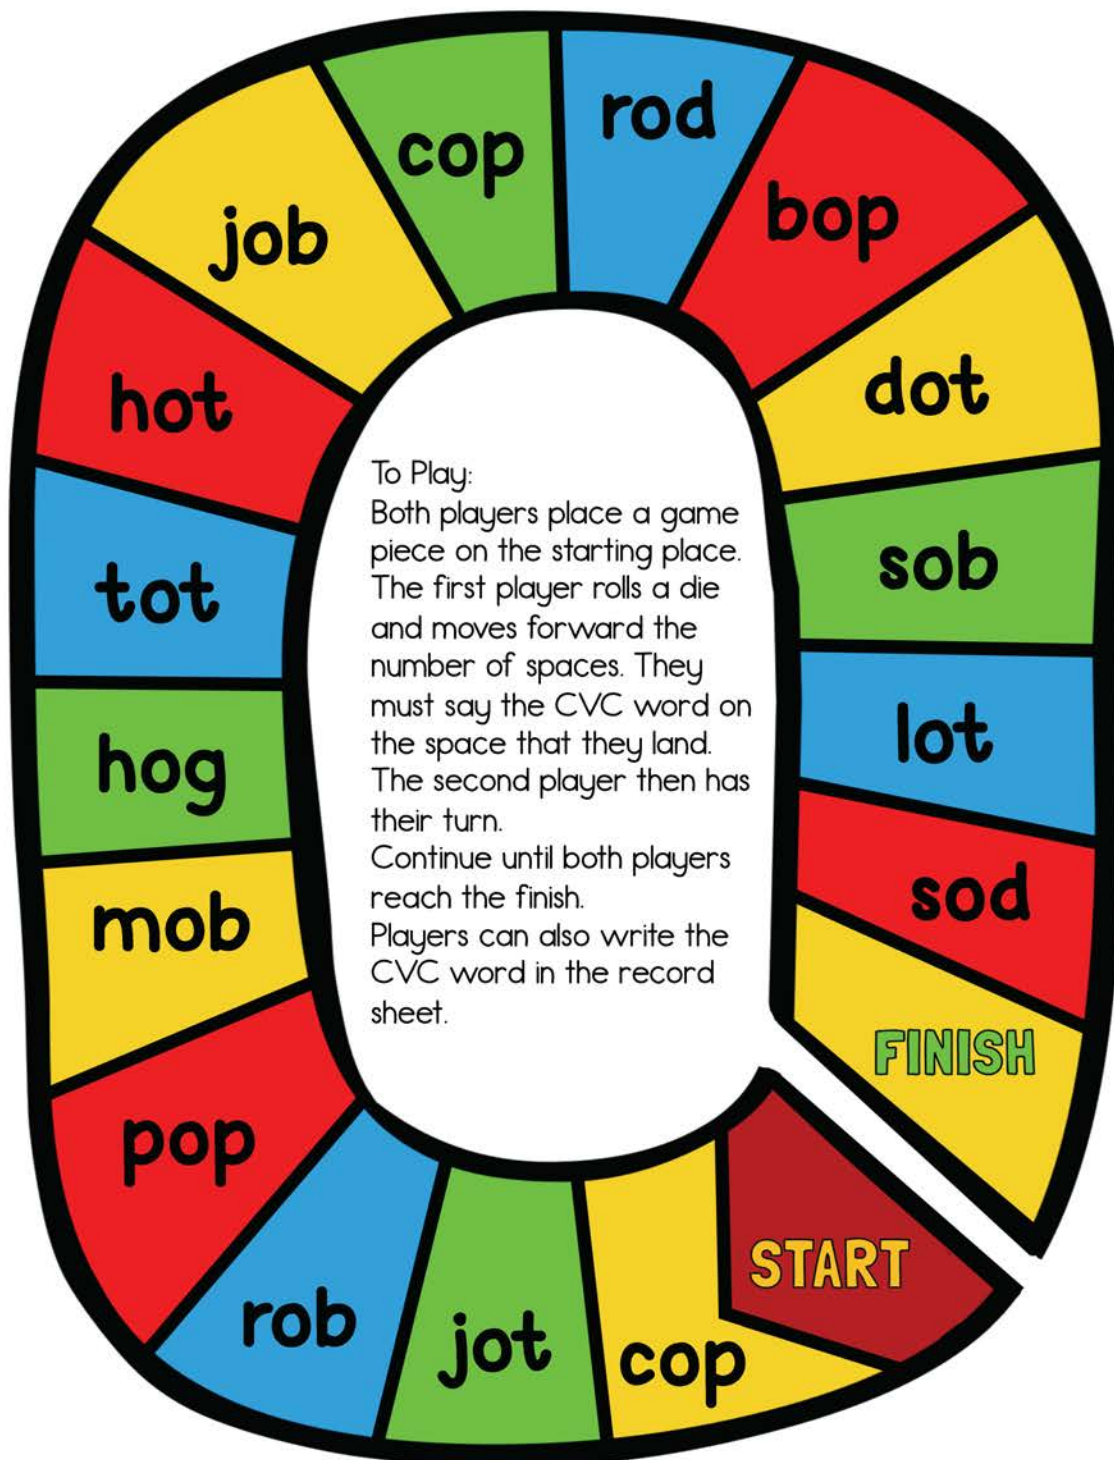 START
cop
jot
rob
pop
mob
hog
tot
hot
job
cop
rod
bop
dot
sob
lot
sod
FINISH
To Play:
Both players place a game
piece on the starting place.
The first player rolls a die
and moves forward the
number of spaces. They
must say the CVC word on
the space that they land.
The second player then has
their turn.
Continue until both players
reach the finish.
Players can also write the
CVC word in the record
sheet.